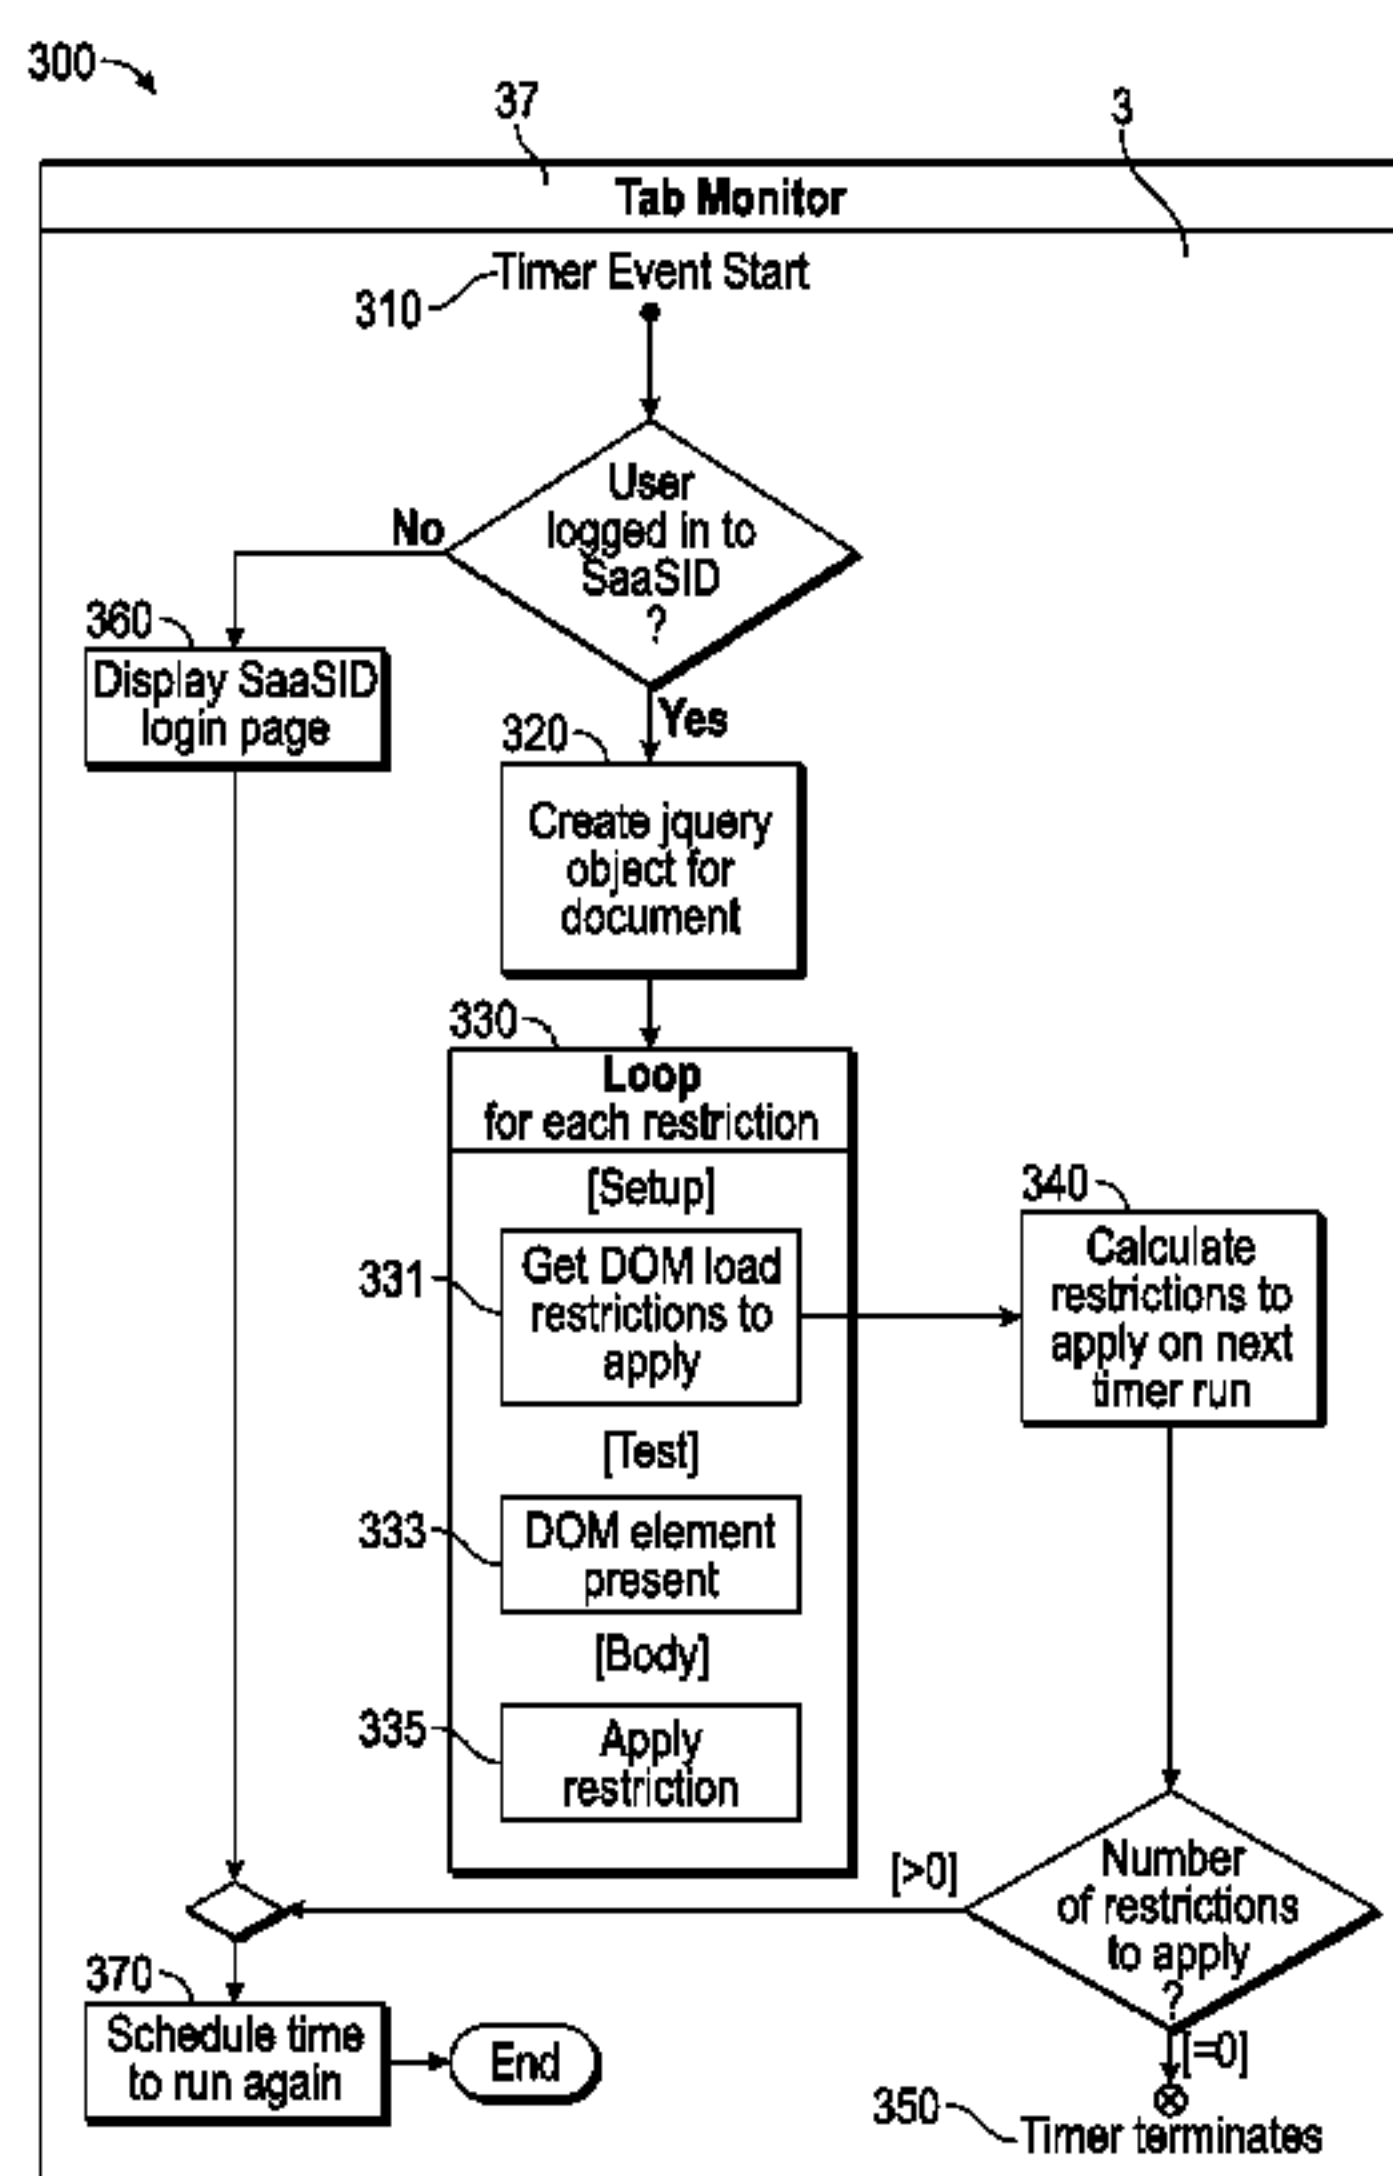 300
37
3
Tab Monitor
Timer Event Start
310
User
logged in to
SaaSID
?
No
Yes
360
Display SaaSID
login page
320
Create jquery
object for
document
330
Loop
for each restriction
[Setup]
331
Get DOM load
restrictions to
apply
340
Calculate
restrictions to
apply on next
timer run
[Test]
333
DOM element
present
[Body]
335
Apply
restriction
[>0]
Number
of restrictions
to apply
?
[=0]
370
Schedule time
to run again
End
350
Timer terminates